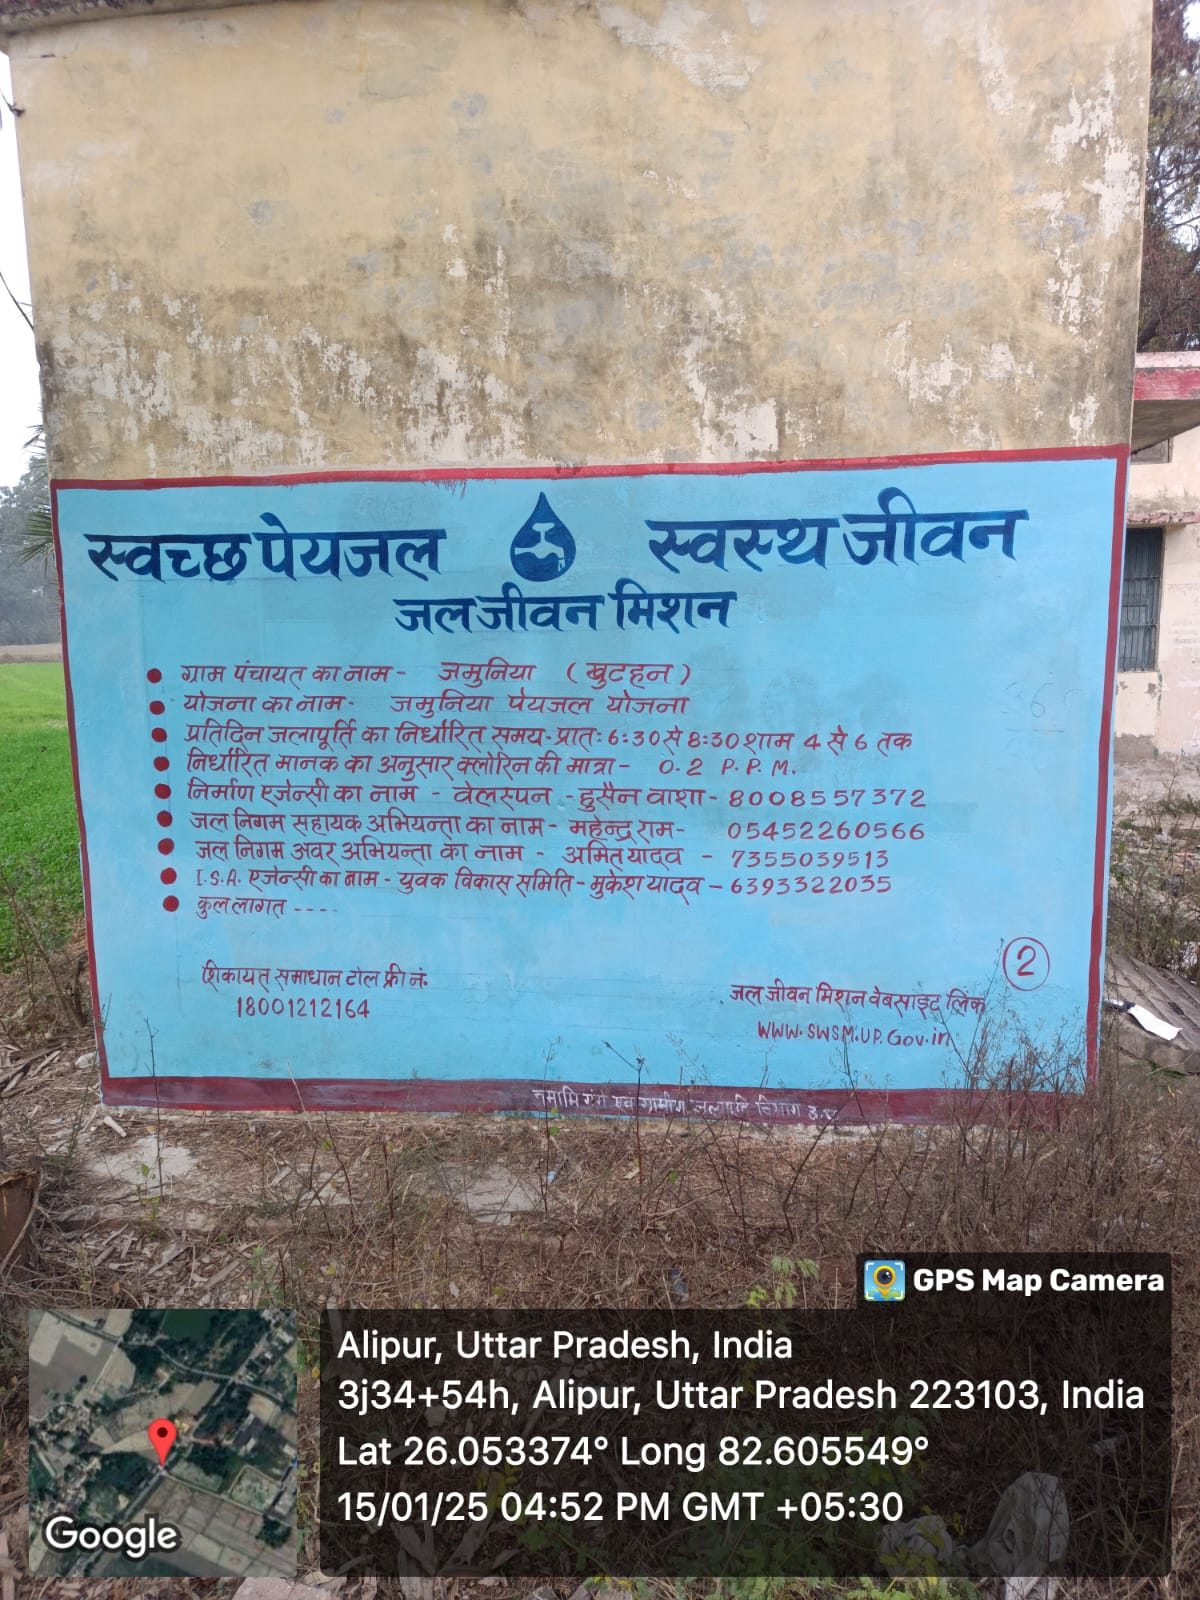 स्वच्छ पेयजल स्वस्थ जीवन
जल जीवन मिशन
ग्राम पंचायत का नाम - जमुनिया (खुटहन)
योजना का नाम - जमुनिया पेयजल योजना
प्रतिदिन जलापूर्ति का निर्धारित समय - प्रातः 6:30 से 8:30 शाम 4 से 6 तक
निर्धारित मानक का अनुसार क्लोरिन की मात्रा - 0.2 P.P.M.
निर्माण एजेन्सी का नाम - वेलस्पन - हुसैन वाशा - 8008557372
जल निगम सहायक अभियन्ता का नाम - महेन्द्र राम - 05452260566
जल निगम अवर अभियन्ता का नाम - अमित यादव - 7355039513
I.S.A. एजेन्सी का नाम - युवक विकास समिति - मुकेश यादव - 6393322035
कुल लागत ----
2
शिकायत समाधान टोल फ्री नं.
18001212164
जल जीवन मिशन वेबसाइट लिंक
WWW.SWSM.UP.Gov.in
नमामि गंगे एवं ग्रामीण जलापूर्ति विभाग उ.प्र.
GPS Map Camera
Alipur, Uttar Pradesh, India
3j34+54h, Alipur, Uttar Pradesh 223103, India
Lat 26.053374° Long 82.605549°
15/01/25 04:52 PM GMT +05:30
Google